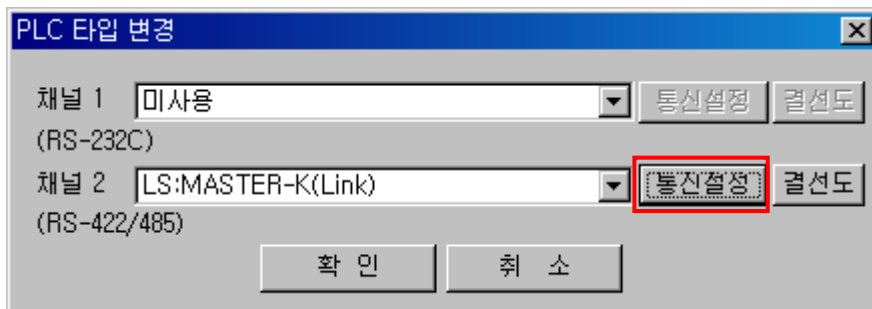 PLC 타입 변경
채널 1 미사용 통신설정 결선도
(RS-232C)
채널 2 LS:MASTER-K(Link) 통신설정 결선도
(RS-422/485)
확 인 취 소